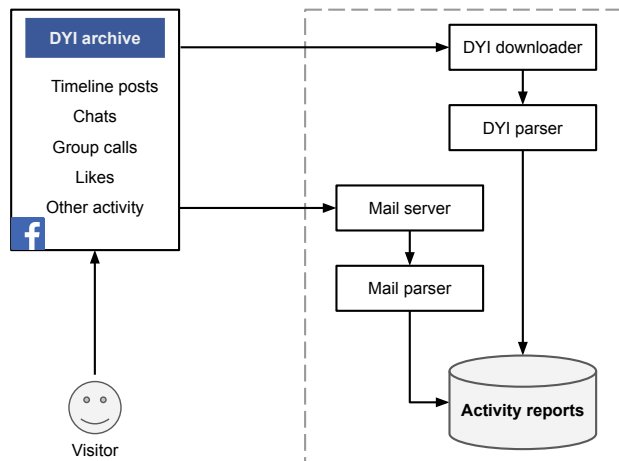 DYI archive
Timeline posts
Chats
Group calls
Likes
Other activity
f
Visitor
DYI downloader
DYI parser
Mail server
Mail parser
Activity reports